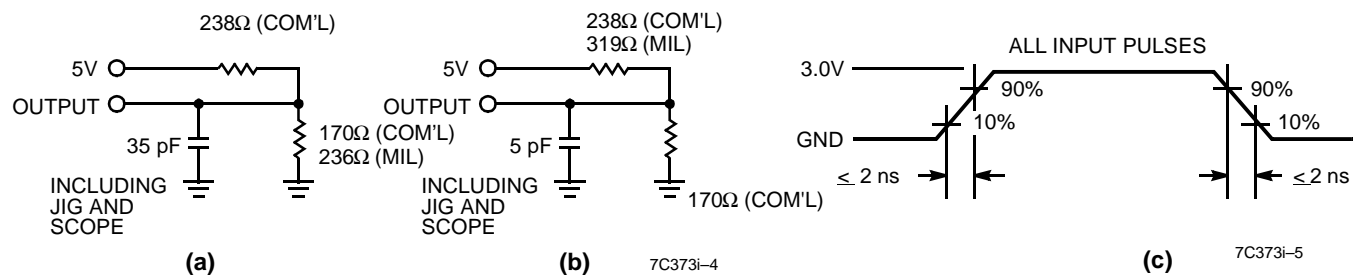 238Ω (COM'L)
5V
OUTPUT
35 pF
170Ω (COM'L)
236Ω (MIL)
INCLUDING
JIG AND
SCOPE
(a)
238Ω (COM'L)
319Ω (MIL)
5V
OUTPUT
5 pF
INCLUDING
JIG AND
SCOPE
170Ω (COM'L)
(b)
7C373i–4
ALL INPUT PULSES
3.0V
90%
90%
10%
10%
GND
≤ 2 ns
≤ 2 ns
(c)
7C373i–5